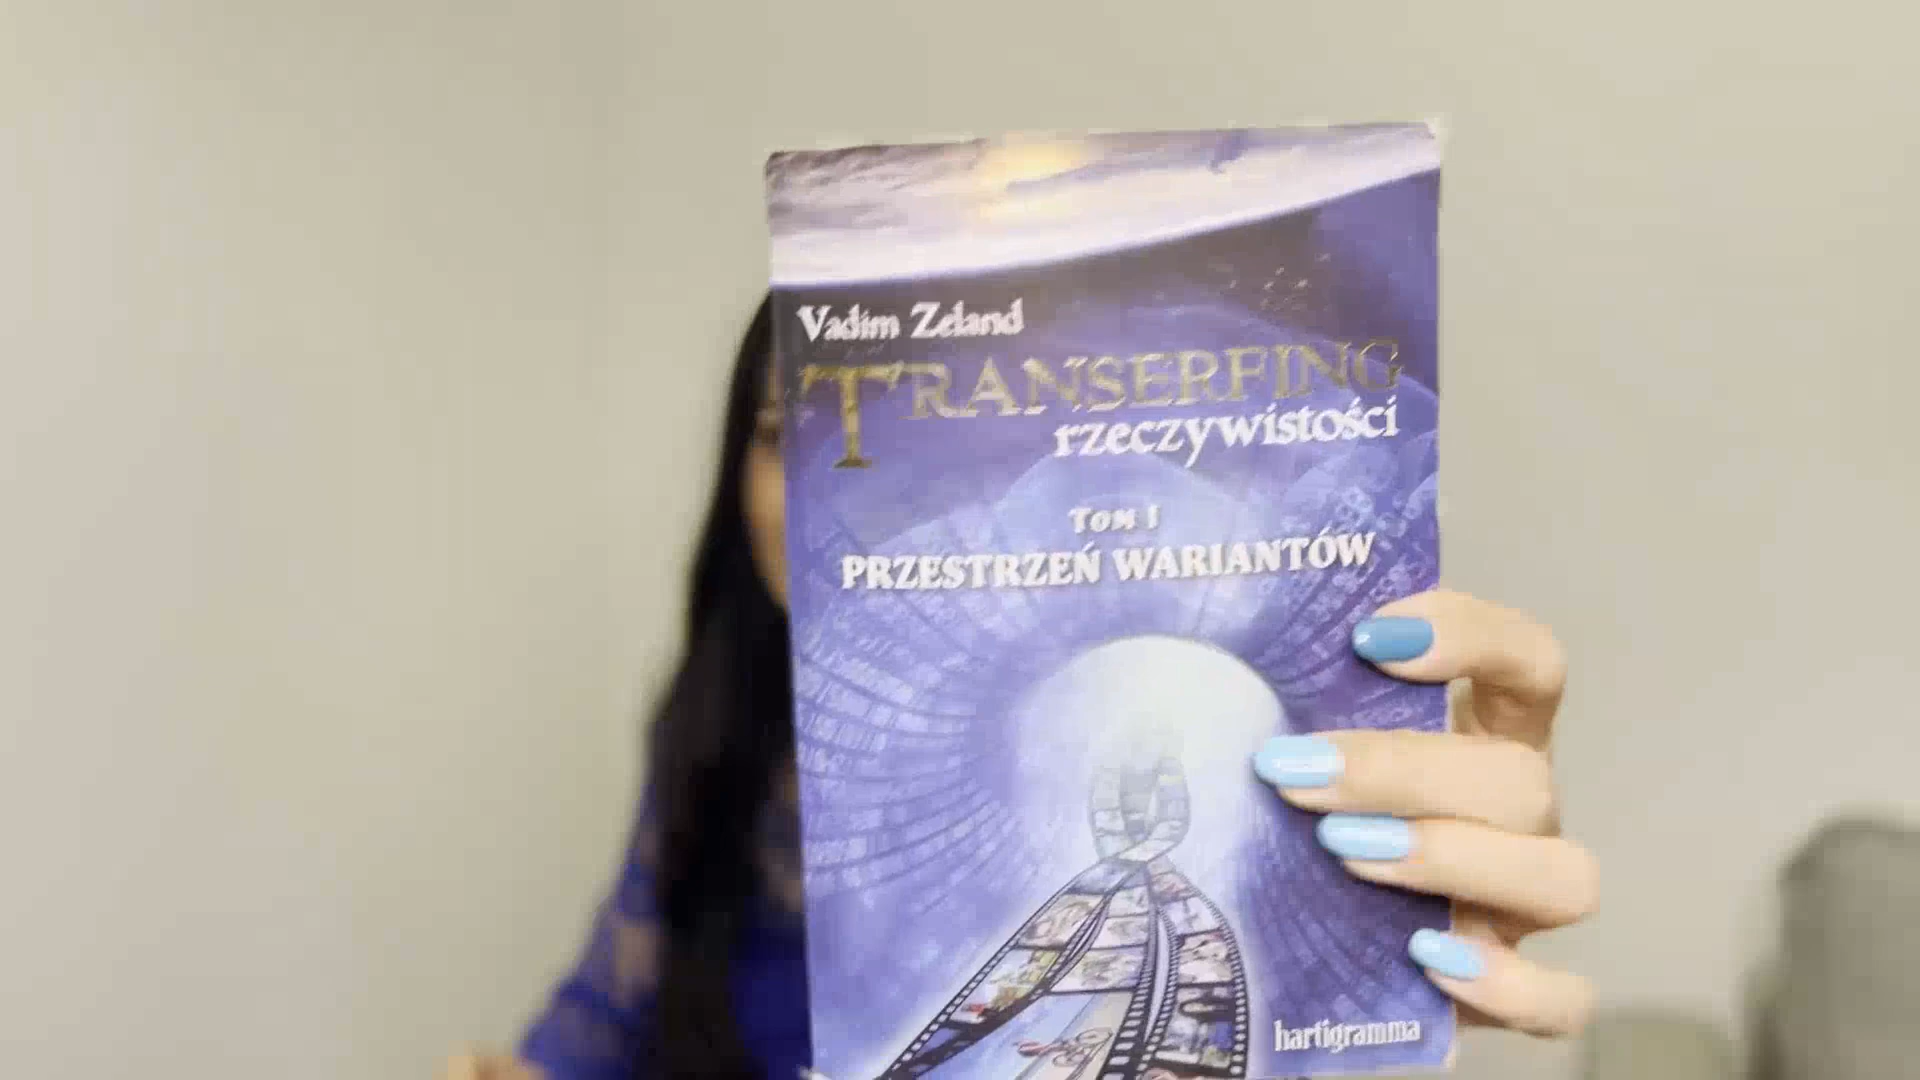 Vadim Zeland
TRANSERFING
rzeczywistości
Tom I
PRZESTRZEŃ WARIANTÓW
hartigramma